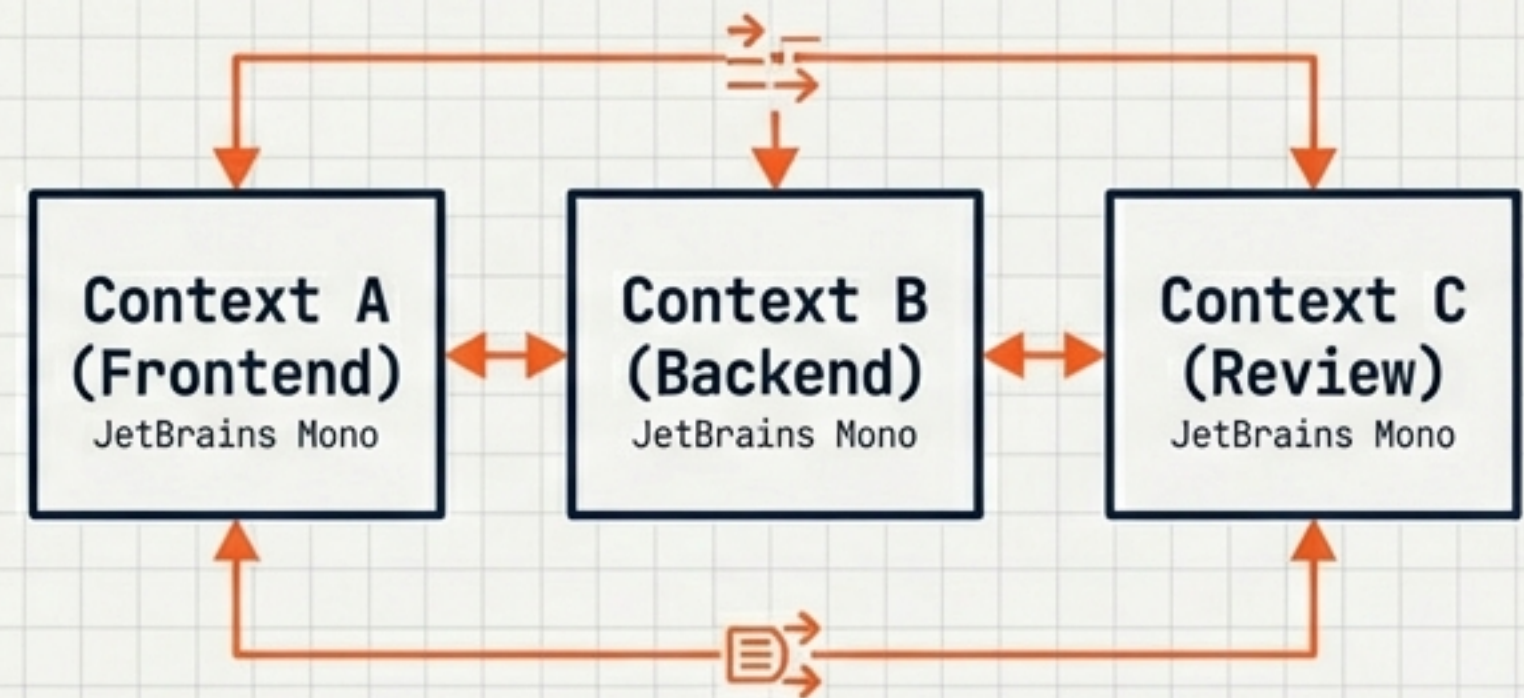 Context A
(Frontend)
JetBrains Mono
Context B
(Backend)
JetBrains Mono
Context C
(Review)
JetBrains Mono